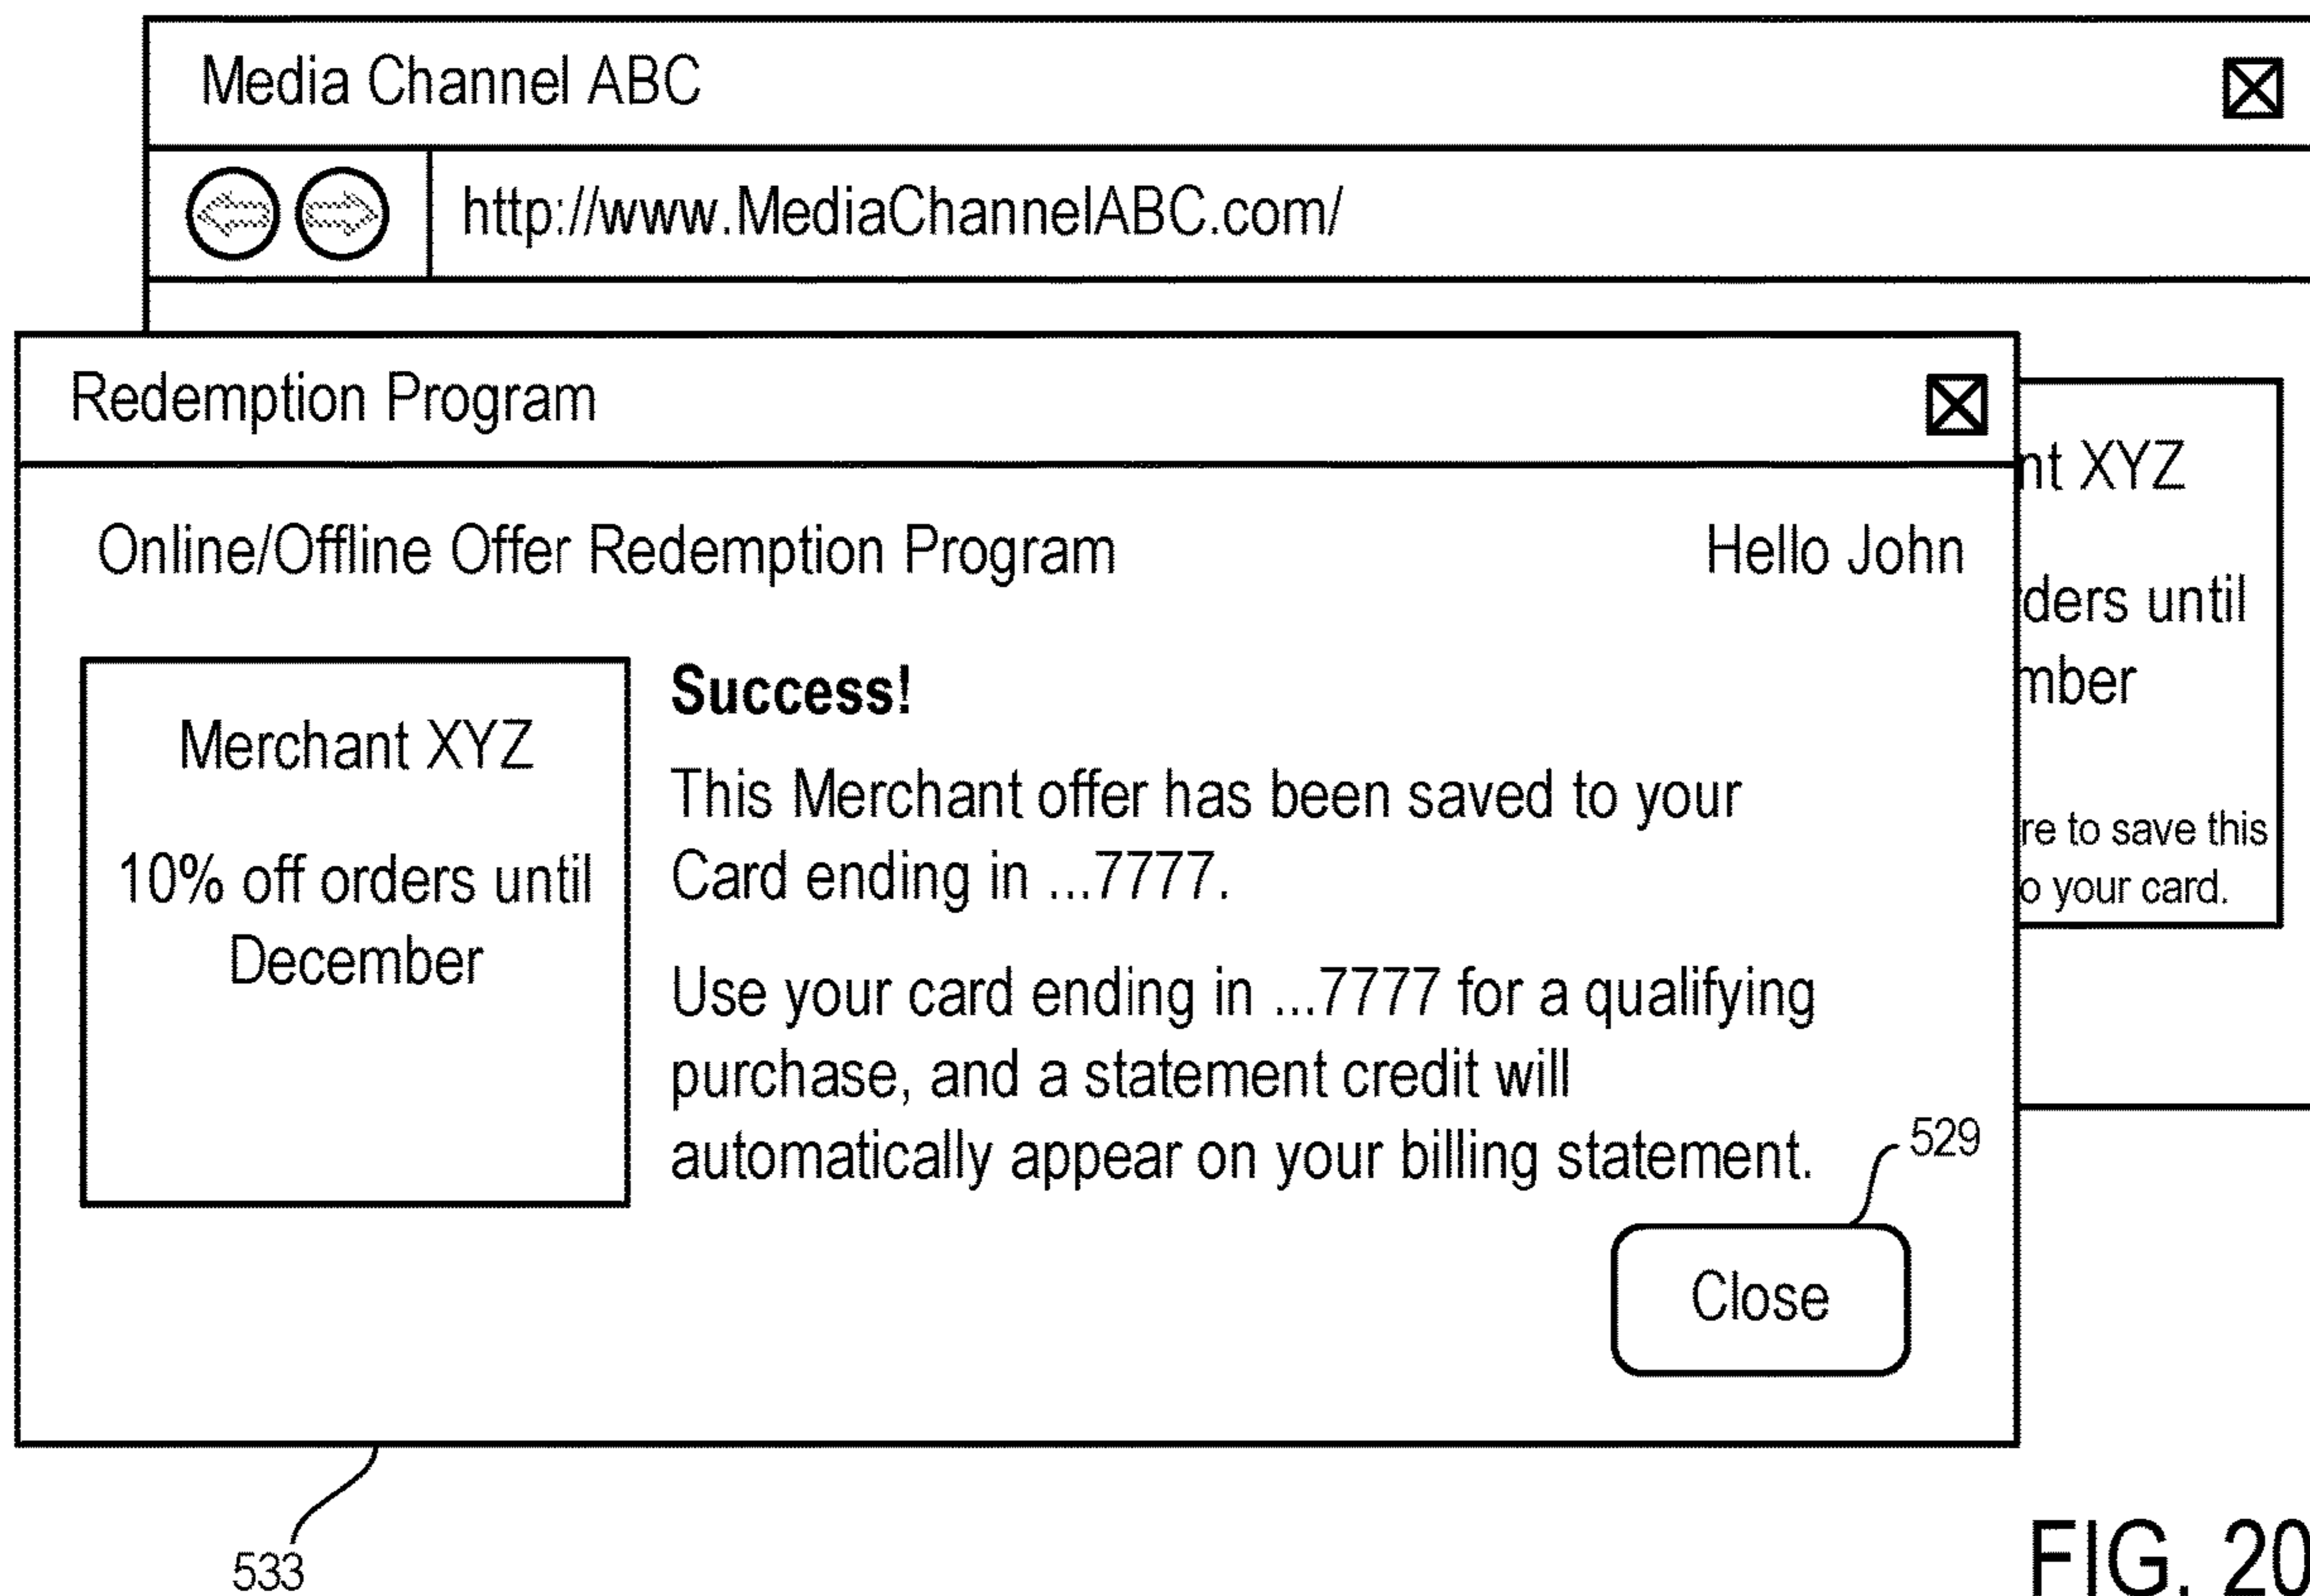 Media Channel ABC
http://www.MediaChannelABC.com/
Redemption Program
Online/Offline Offer Redemption Program
Hello John
Merchant XYZ
10% off orders until
December
Success!
This Merchant offer has been saved to your
Card ending in ...7777.
Use your card ending in ...7777 for a qualifying
purchase, and a statement credit will
automatically appear on your billing statement.
529
Close
nt XYZ
ders until
mber
re to save this
o your card.
533
FIG. 20